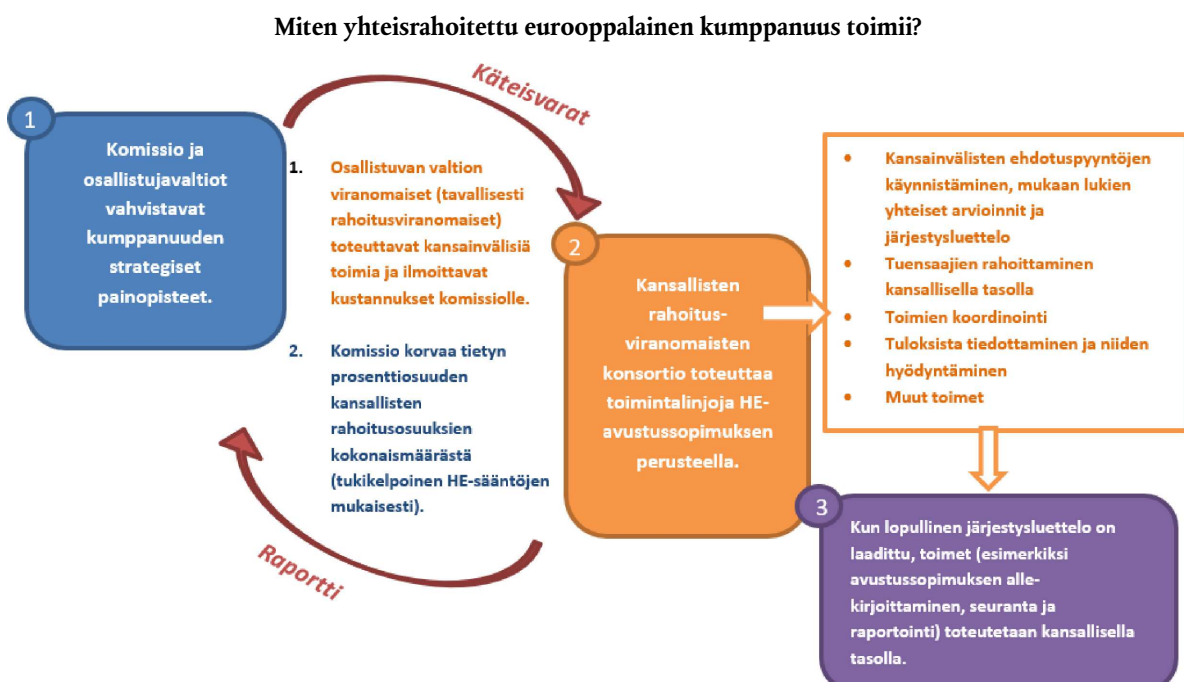 Miten yhteisrahoitettu eurooppalainen kumppanuus toimii?
1
Komissio ja
osallistujavaltiot
vahvistavat
kumppanuuden
strategiset
painopisteet.
Käteisvarat
1. Osallistuvan valtion
viranomaiset (tavallisesti
rahoitusviranomaiset)
toteuttavat kansainvälisiä
toimia ja ilmoittavat
kustannukset komissiolle.
2. Komissio korvaa tietyn
prosenttiosuuden
kansallisten
rahoitusosuuksien
kokonaismäärästä
(tukikelpoinen HE-sääntöjen
mukaisesti).
Raportti
2
Kansallisten
rahoitus-
viranomaisten
konsortio toteuttaa
toimintalinjoja HE-
avustussopimuksen
perusteella.
• Kansainvälisten ehdotuspyyntöjen
käynnistäminen, mukaan lukien
yhteiset arvioinnit ja
järjestysluettelo
• Tuensaajien rahoittaminen
kansallisella tasolla
• Toimien koordinointi
• Tuloksista tiedottaminen ja niiden
hyödyntäminen
• Muut toimet
3
Kun lopullinen järjestysluettelo on
laadittu, toimet (esimerkiksi
avustussopimuksen alle-
kirjoittaminen, seuranta ja
raportointi) toteutetaan kansallisella
tasolla.